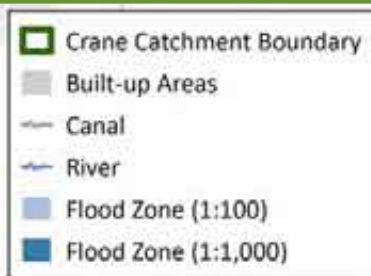 Crane Catchment Boundary
Built-up Areas
Canal
River
Flood Zone (1:100)
Flood Zone (1:1,000)